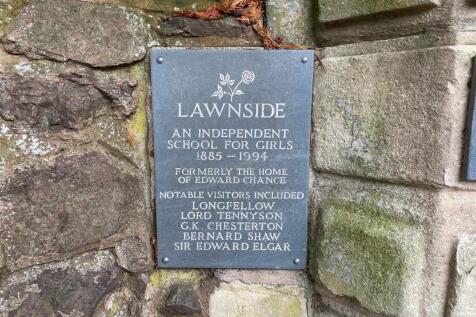 LAWNSIDE
AN INDEPENDENT
SCHOOL FOR GIRLS
1885 – 1994
FORMERLY THE HOME
OF EDWARD CHANCE
NOTABLE VISITORS INCLUDED
LONGFELLOW
LORD TENNYSON
G.K. CHESTERTON
BERNARD SHAW
SIR EDWARD ELGAR